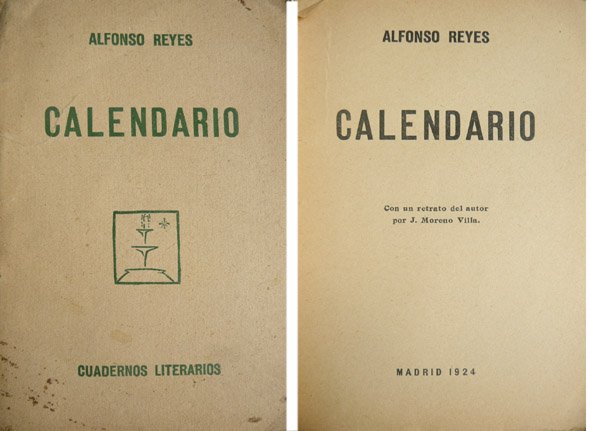 ALFONSO REYES
CALENDARIO
CUADERNOS LITERARIOS
ALFONSO REYES
CALENDARIO
Con un retrato del autor
por J. Moreno Villa.
MADRID 1924